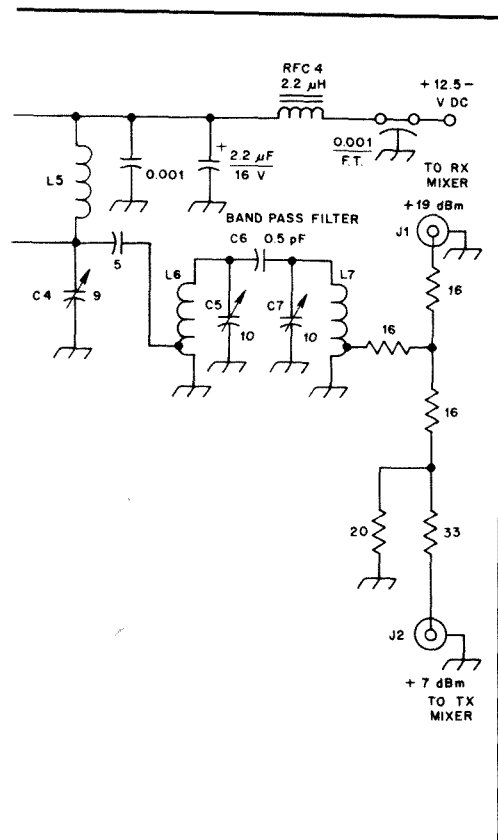 RFC 4
2.2 μH
+ 12.5 -
V DC
L5
0.001
+
2.2 μF
16 V
0.001
F.T.
TO RX
MIXER
+19 dBm
J1
BAND PASS FILTER
C6 0.5 pF
5
L6
L7
16
C4 9
C5
10
C7
10
16
16
20
33
J2
+ 7 dBm
TO TX
MIXER